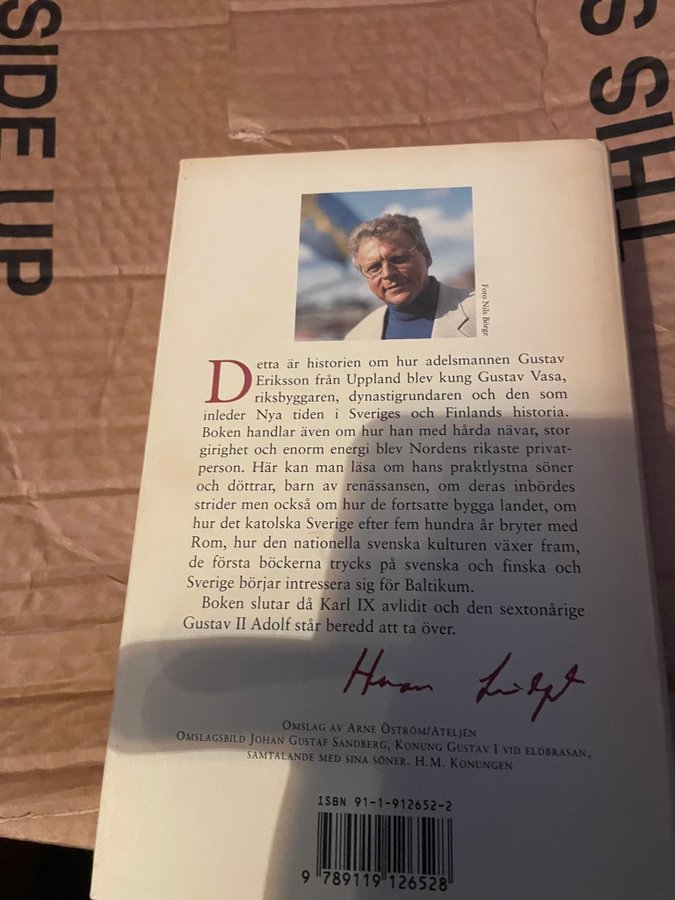 SIDE UP
THIS S
Foto Nils Börge
Detta är historien om hur adelsmannen Gustav
Eriksson från Uppland blev kung Gustav Vasa,
riksbyggaren, dynastigrundaren och den som
inleder Nya tiden i Sveriges och Finlands historia.
Boken handlar även om hur han med hårda nävar, stor
girighet och enorm energi blev Nordens rikaste privat-
person. Här kan man läsa om hans praktlystna söner
och döttrar, barn av renässansen, om deras inbördes
strider men också om hur de fortsatte bygga landet, om
hur det katolska Sverige efter fem hundra år bryter med
Rom, hur den nationella svenska kulturen växer fram,
de första böckerna trycks på svenska och finska och
Sverige börjar intressera sig för Baltikum.
Boken slutar då Karl IX avlidit och den sextonårige
Gustav II Adolf står beredd att ta över.
OMSLAG AV ARNE ÖSTRÖM/ATELJÉN
OMSLAGSBILD JOHAN GUSTAF SANDBERG, KONUNG GUSTAV I VID ELDBRASAN,
SAMTALANDE MED SINA SÖNER. H.M. KONUNGEN
ISBN 91-1-912652-2
9 789119 126528